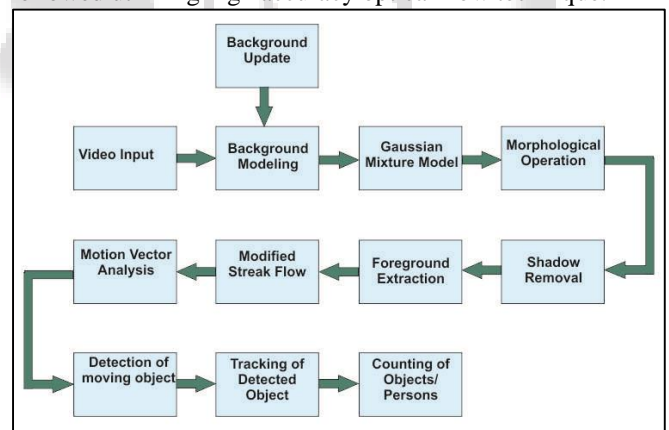 Background
Update
Video Input
Background
Modeling
Gaussian
Mixture Model
Morphological
Operation
Motion Vector
Analysis
Modified
Streak Flow
Foreground
Extraction
Shadow
Removal
Detection of
moving object
Tracking of
Detected
Object
Counting of
Objects/
Persons